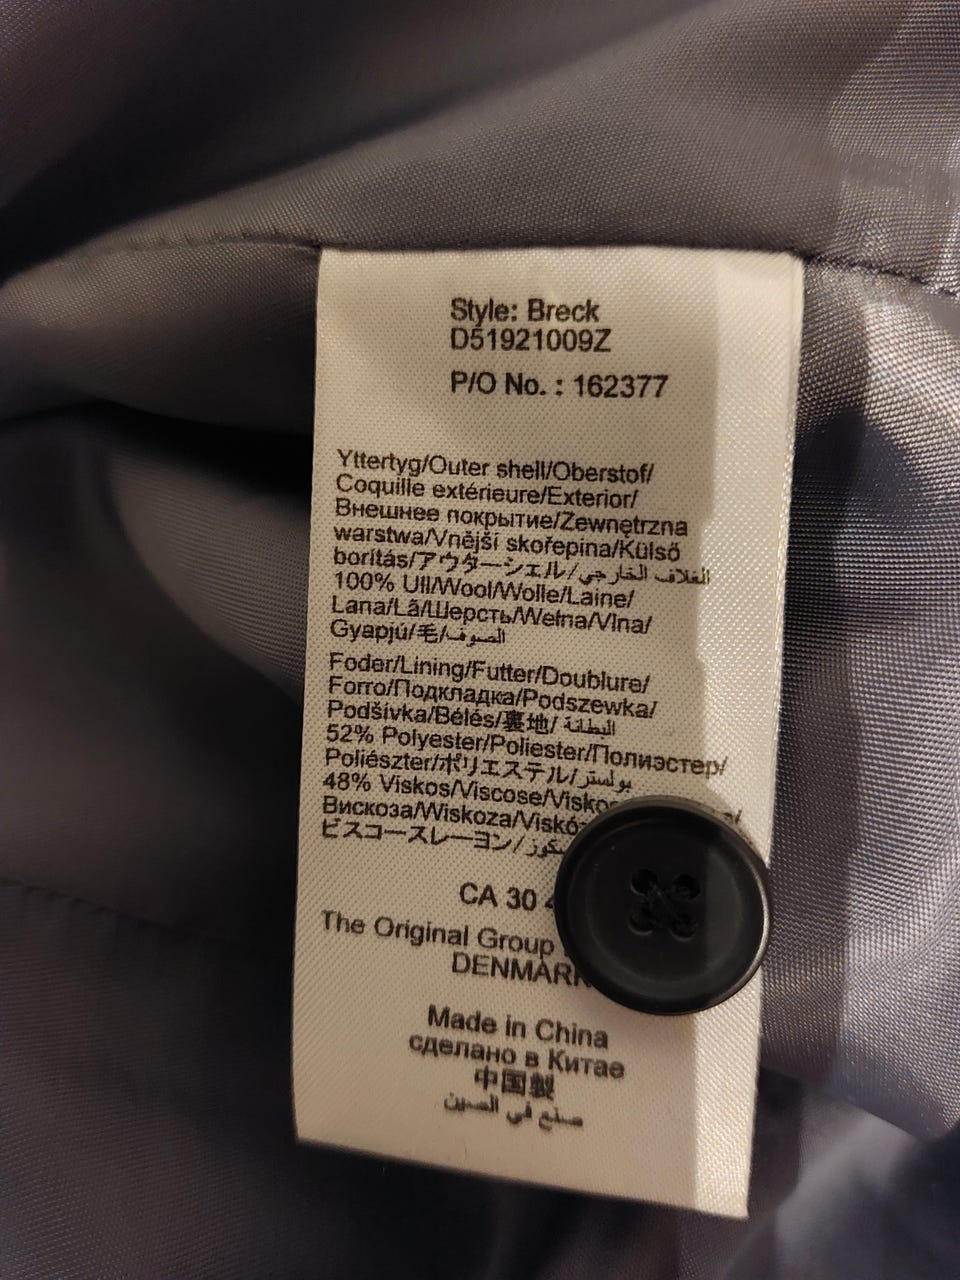 Style: Breck
D51921009Z
P/O No. : 162377
Yttertyg/Outer shell/Oberstof/
Coquille extérieure/Exterior/
Внешнее покрытие/Zewnętrzna
warstwa/Vnější skořepina/Külső
borítás/アウターシェル/الغلاف الخارجي
100% Ull/Wool/Wolle/Laine/
Lana/Lã/Шерсть/Wełna/Vlna/
Gyapjú/毛/الصوف
Foder/Lining/Futter/Doublure/
Forro/Подкладка/Podszewka/
Podšívka/Bélés/裏地/ البطانة
52% Polyester/Poliester/Полиэстер/
Poliészter/ポリエステル/بولستر
48% Viskos/Viscose/
Вискоза/Wiskoza/
ビスコースレーヨン/
CA 30
The Original Group
DENMARK
Made in China
сделано в Китае
中国製
صنع في الصين